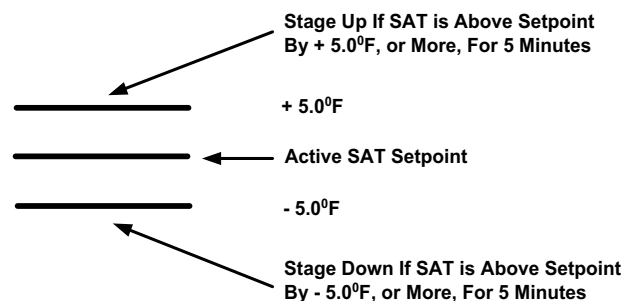 Stage Up If SAT is Above Setpoint
By + 5.0⁰F, or More, For 5 Minutes
+ 5.0⁰F
Active SAT Setpoint
- 5.0⁰F
Stage Down If SAT is Above Setpoint
By - 5.0⁰F, or More, For 5 Minutes